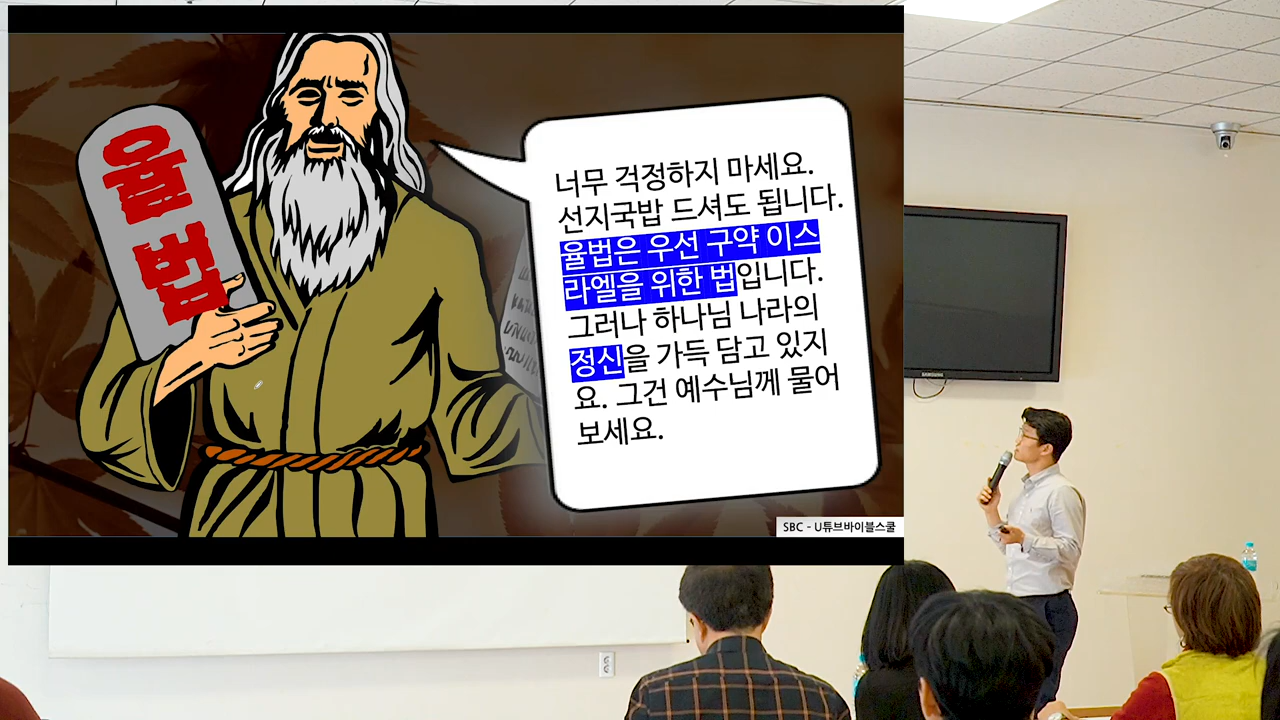 율
법
너무 걱정하지 마세요.
선지국밥 드셔도 됩니다.
율법은 우선 구약 이스
라엘을 위한 법입니다.
그러나 하나님 나라의
정신을 가득 담고 있지
요. 그건 예수님께 물어
보세요.
SBC - U튜브바이블스쿨
SAMSUNG